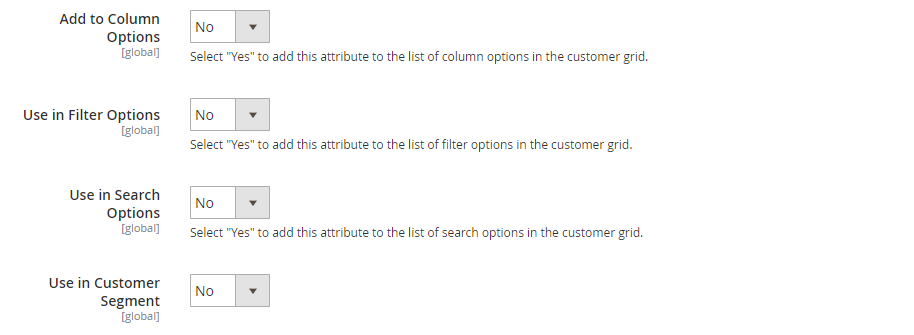 Add to Column
Options
[global]
No
Select "Yes" to add this attribute to the list of column options in the customer grid.
Use in Filter Options
[global]
No
Select "Yes" to add this attribute to the list of filter options in the customer grid.
Use in Search
Options
[global]
No
Select "Yes" to add this attribute to the list of search options in the customer grid.
Use in Customer
Segment
[global]
No